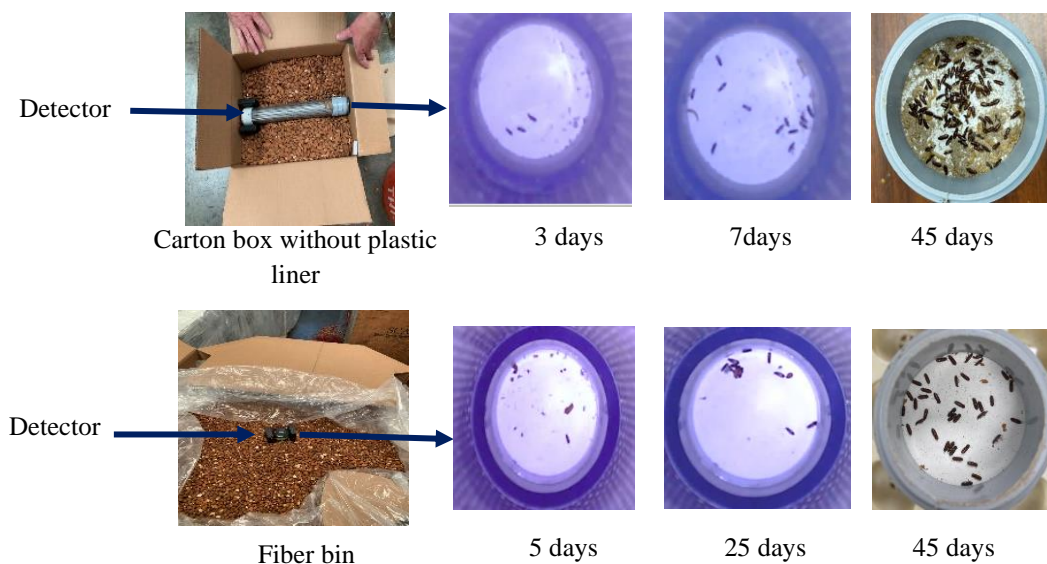 Detector
Carton box without plastic
liner
3 days
7days
45 days
Detector
Fiber bin
5 days
25 days
45 days